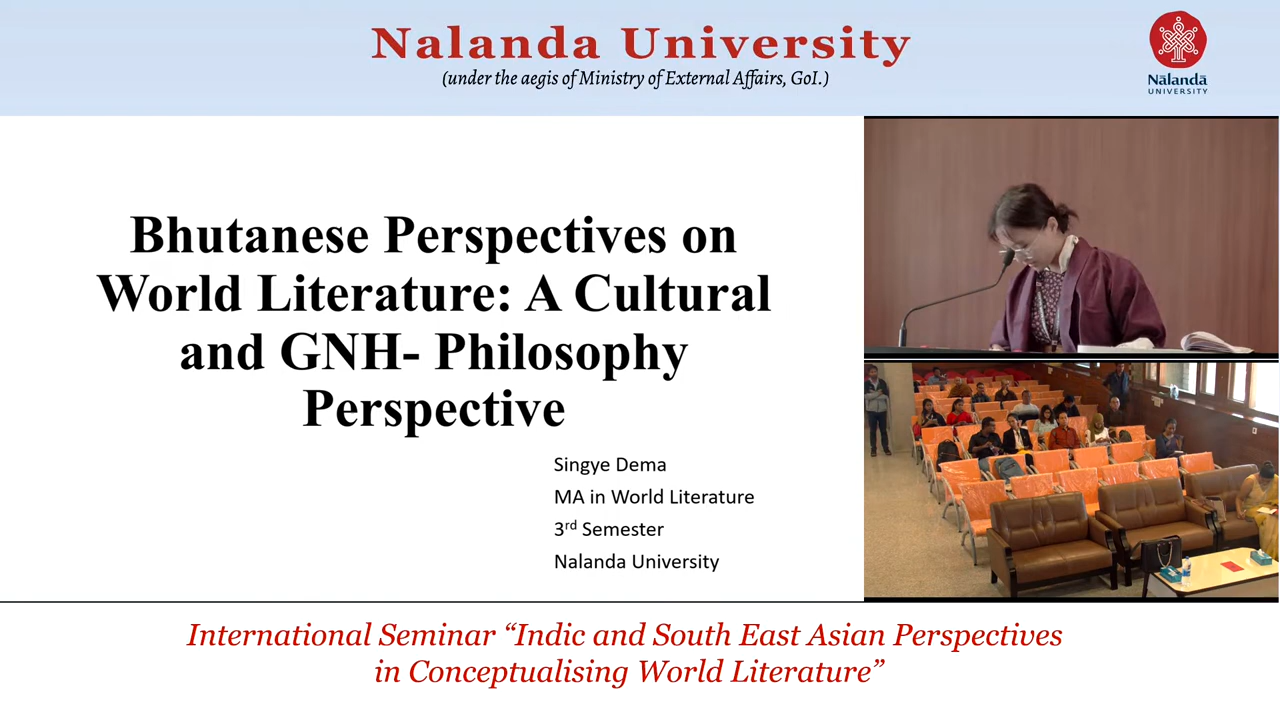 Nalanda University
(under the aegis of Ministry of External Affairs, GoI.)
Nālandā
UNIVERSITY
Bhutanese Perspectives on
World Literature: A Cultural
and GNH- Philosophy
Perspective
Singye Dema
MA in World Literature
3rd Semester
Nalanda University
International Seminar “Indic and South East Asian Perspectives
in Conceptualising World Literature”